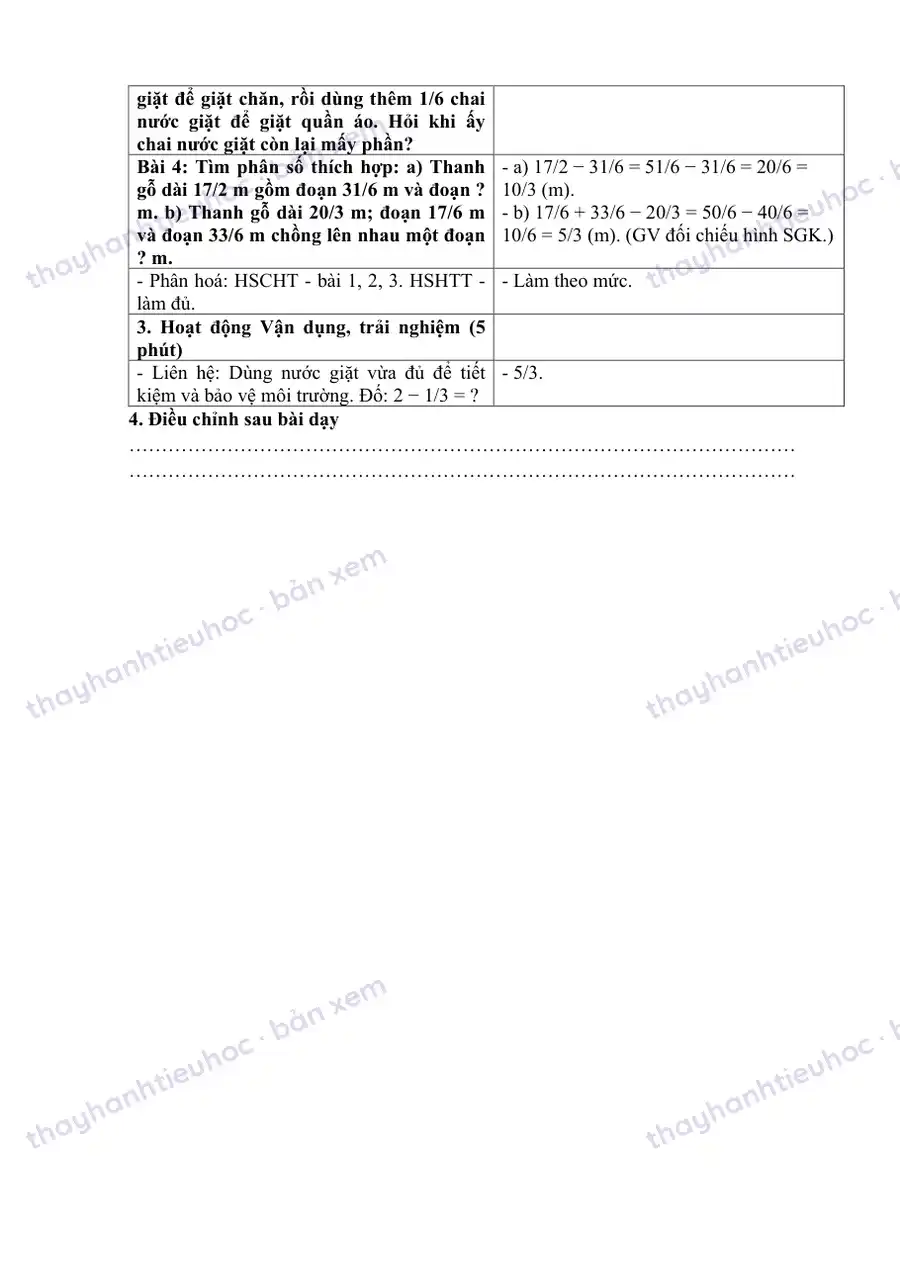 giặt để giặt chăn, rồi dùng thêm 1/6 chai
nước giặt để giặt quần áo. Hỏi khi ấy
chai nước giặt còn lại mấy phần?
Bài 4: Tìm phân số thích hợp: a) Thanh
gỗ dài 17/2 m gồm đoạn 31/6 m và đoạn ?
m. b) Thanh gỗ dài 20/3 m; đoạn 17/6 m
và đoạn 33/6 m chồng lên nhau một đoạn
? m.
- a) 17/2 − 31/6 = 51/6 − 31/6 = 20/6 =
10/3 (m).
- b) 17/6 + 33/6 − 20/3 = 50/6 − 40/6 =
10/6 = 5/3 (m). (GV đối chiếu hình SGK.)
- Phân hoá: HSCHT - bài 1, 2, 3. HSHTT -
làm đủ.
- Làm theo mức.
3. Hoạt động Vận dụng, trải nghiệm (5
phút)
- Liên hệ: Dùng nước giặt vừa đủ để tiết
kiệm và bảo vệ môi trường. Đố: 2 − 1/3 = ?
- 5/3.
4. Điều chỉnh sau bài dạy
……………………………………………………………………………………
……………………………………………………………………………………
thayhanhtieuhoc · bản xem
thayhanhtieuhoc · b
thayhanhtieuhoc · bản xem
thayhanhtieuhoc · b
thayhanhtieuhoc · bản xem
thayhanhtieuhoc · b